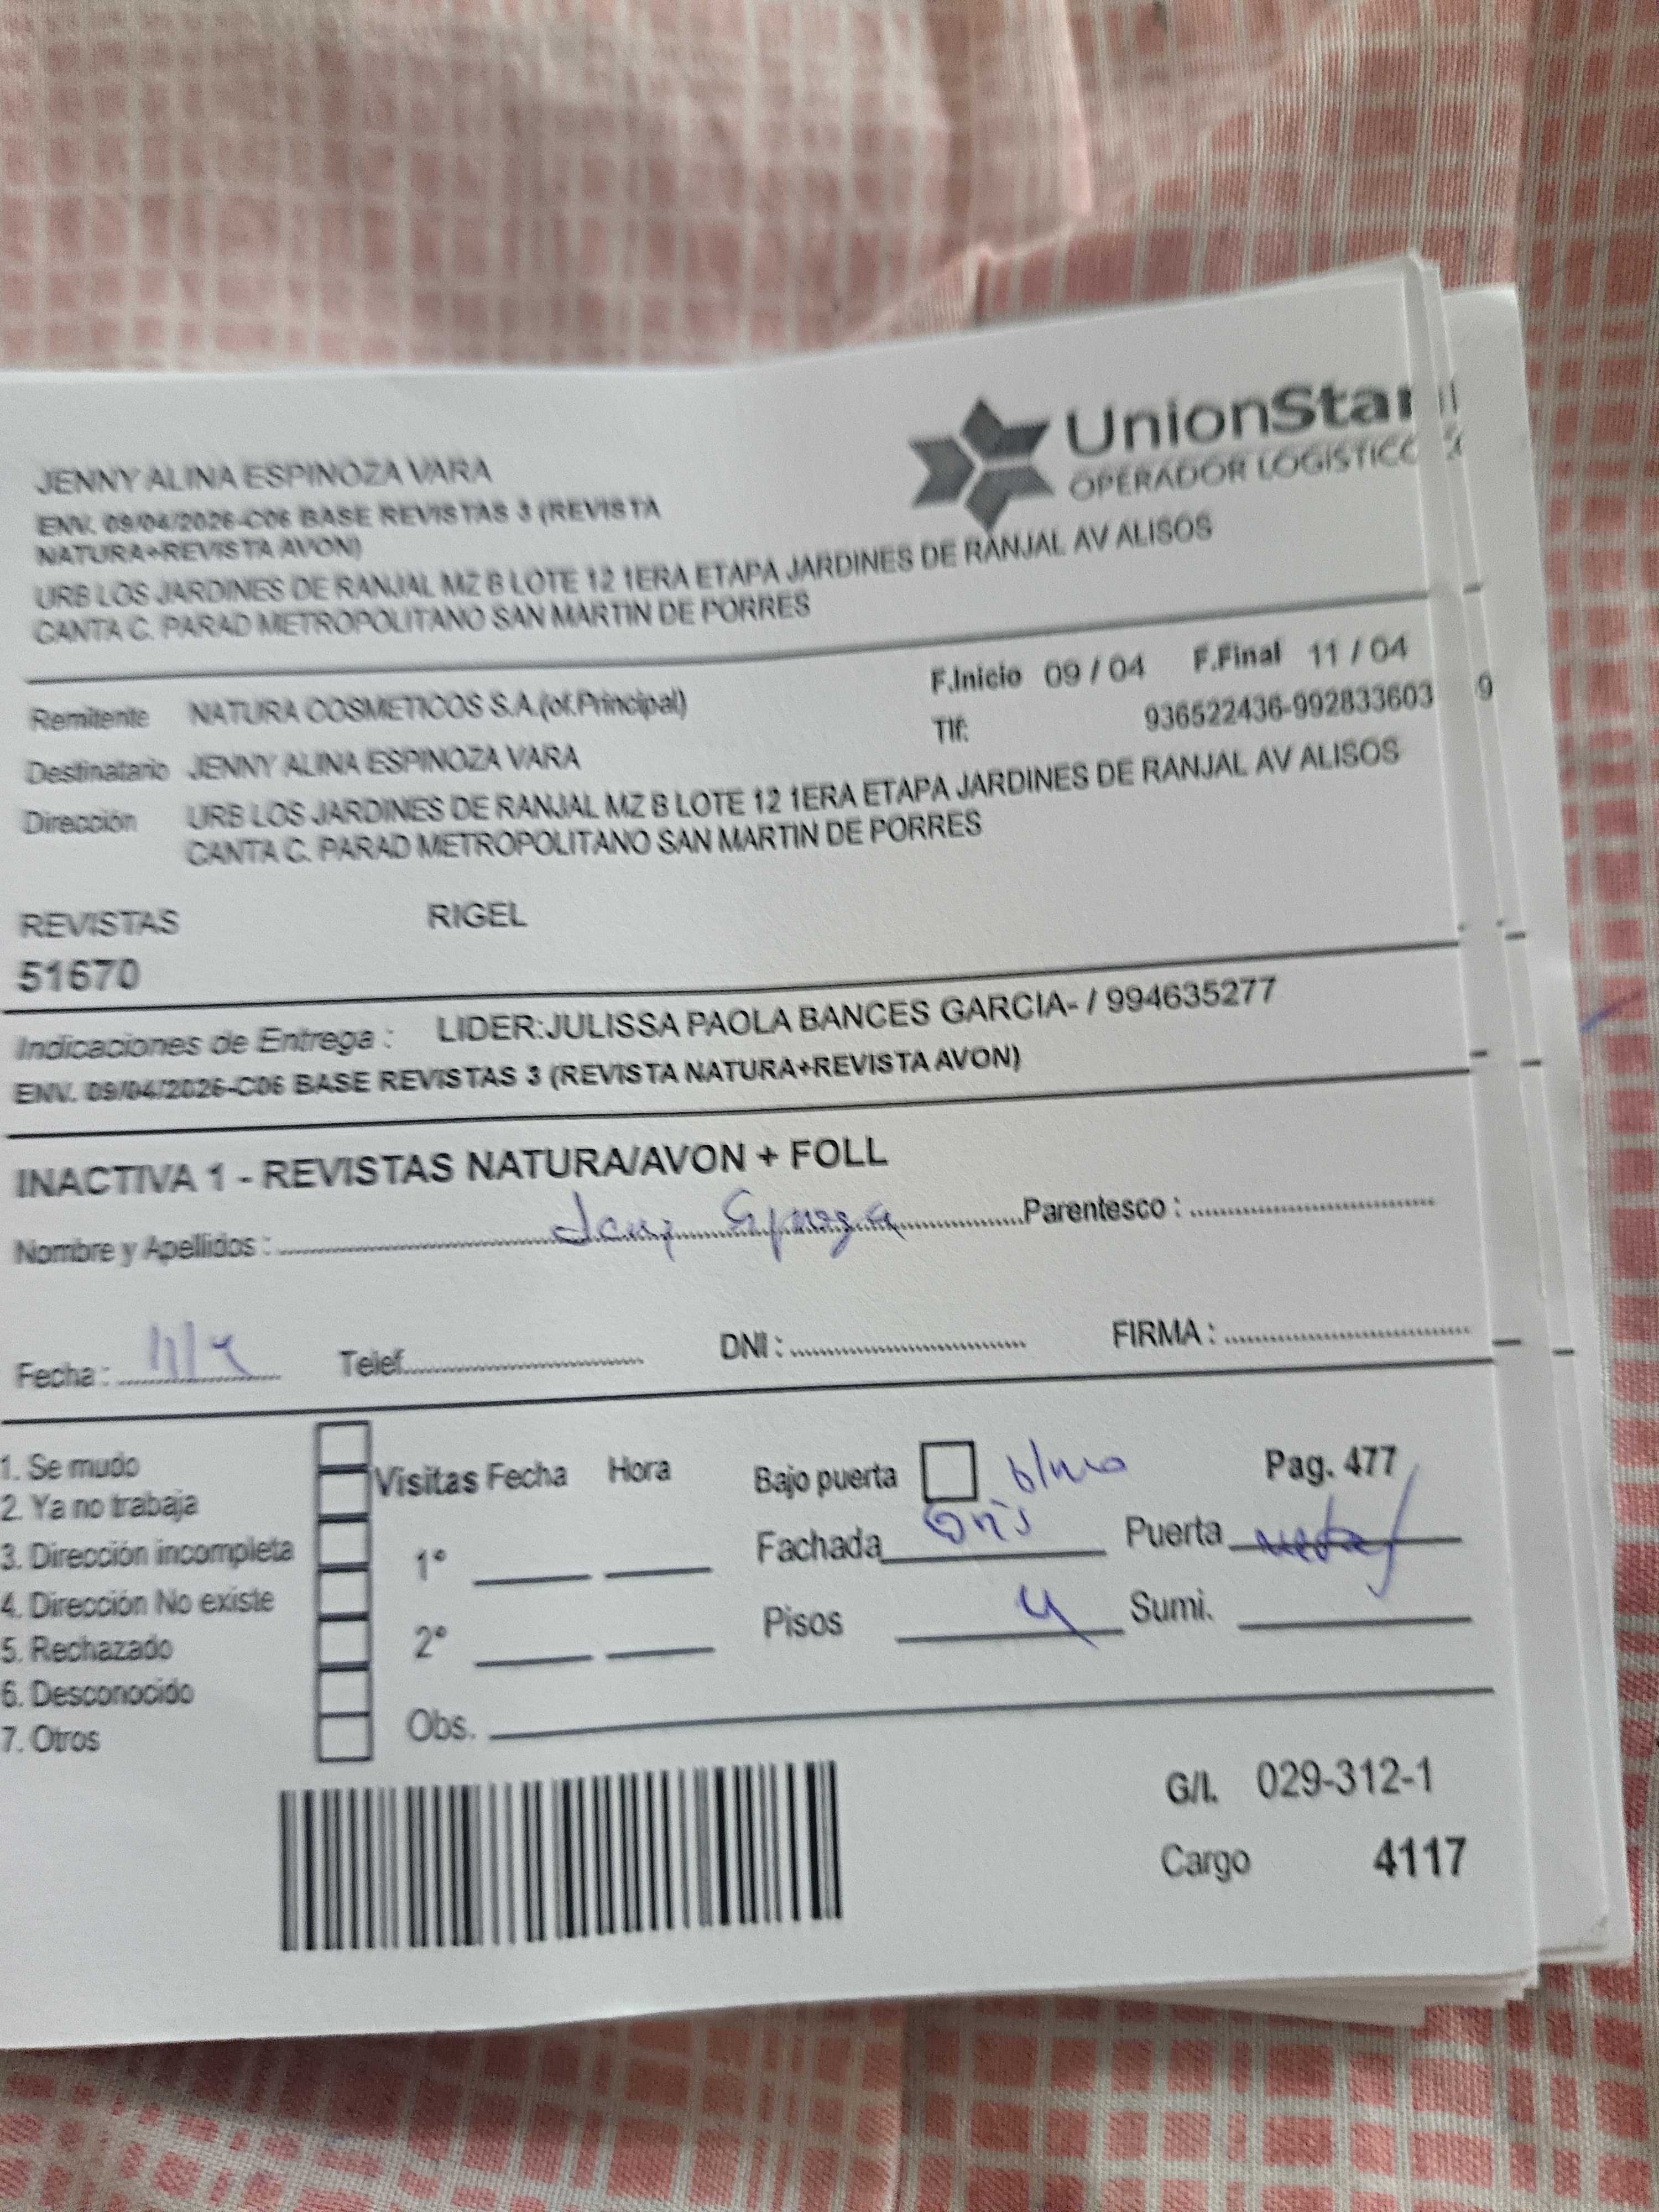 UnionStar
OPERADOR LOGISTICO
JENNY ALINA ESPINOZA VARA
ENV. 09/04/2026-C06 BASE REVISTAS 3 (REVISTA
NATURA+REVISTA AVON)
URB LOS JARDINES DE RANJAL MZ B LOTE 12 1ERA ETAPA JARDINES DE RANJAL AV ALISOS
CANTA C. PARAD METROPOLITANO SAN MARTIN DE PORRES
F.Inicio 09 / 04 F.Final 11 / 04
Remitente NATURA COSMETICOS S.A.(of.Principal)
Tlf: 936522436-992833603
Destinatario JENNY ALINA ESPINOZA VARA
Dirección URB LOS JARDINES DE RANJAL MZ B LOTE 12 1ERA ETAPA JARDINES DE RANJAL AV ALISOS
CANTA C. PARAD METROPOLITANO SAN MARTIN DE PORRES
REVISTAS RIGEL
51670
Indicaciones de Entrega : LIDER:JULISSA PAOLA BANCES GARCIA- / 994635277
ENV. 09/04/2026-C06 BASE REVISTAS 3 (REVISTA NATURA+REVISTA AVON)
INACTIVA 1 - REVISTAS NATURA/AVON + FOLL
Nombre y Apellidos : Parentesco :
Fecha : 11/4 Telef. DNI : FIRMA :
1. Se mudo
2. Ya no trabaja
3. Dirección incompleta
4. Dirección No existe
5. Rechazado
6. Desconocido
7. Otros
Visitas Fecha Hora
1°
2°
Obs.
Bajo puerta Pag. 477
Fachada Gris Puerta
Pisos 4 Sumi.
G/I. 029-312-1
Cargo 4117